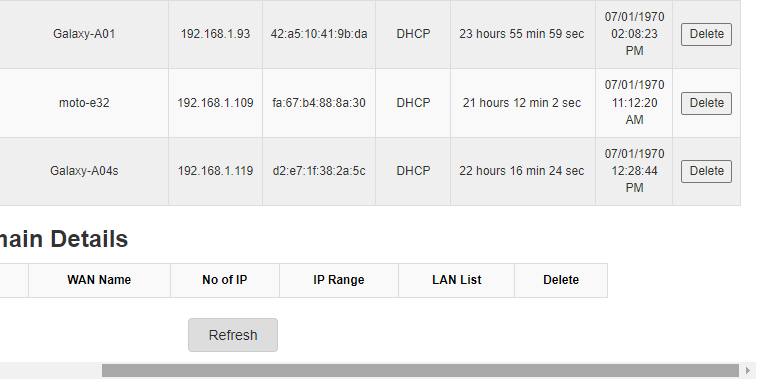 Galaxy-A01 192.168.1.93 42:a5:10:41:9b:da DHCP 23 hours 55 min 59 sec 07/01/1970 02:08:23 PM Delete
moto-e32 192.168.1.109 fa:67:b4:88:8a:30 DHCP 21 hours 12 min 2 sec 07/01/1970 11:12:20 AM Delete
Galaxy-A04s 192.168.1.119 d2:e7:1f:38:2a:5c DHCP 22 hours 16 min 24 sec 07/01/1970 12:28:44 PM Delete
main Details
WAN Name No of IP IP Range LAN List Delete
Refresh